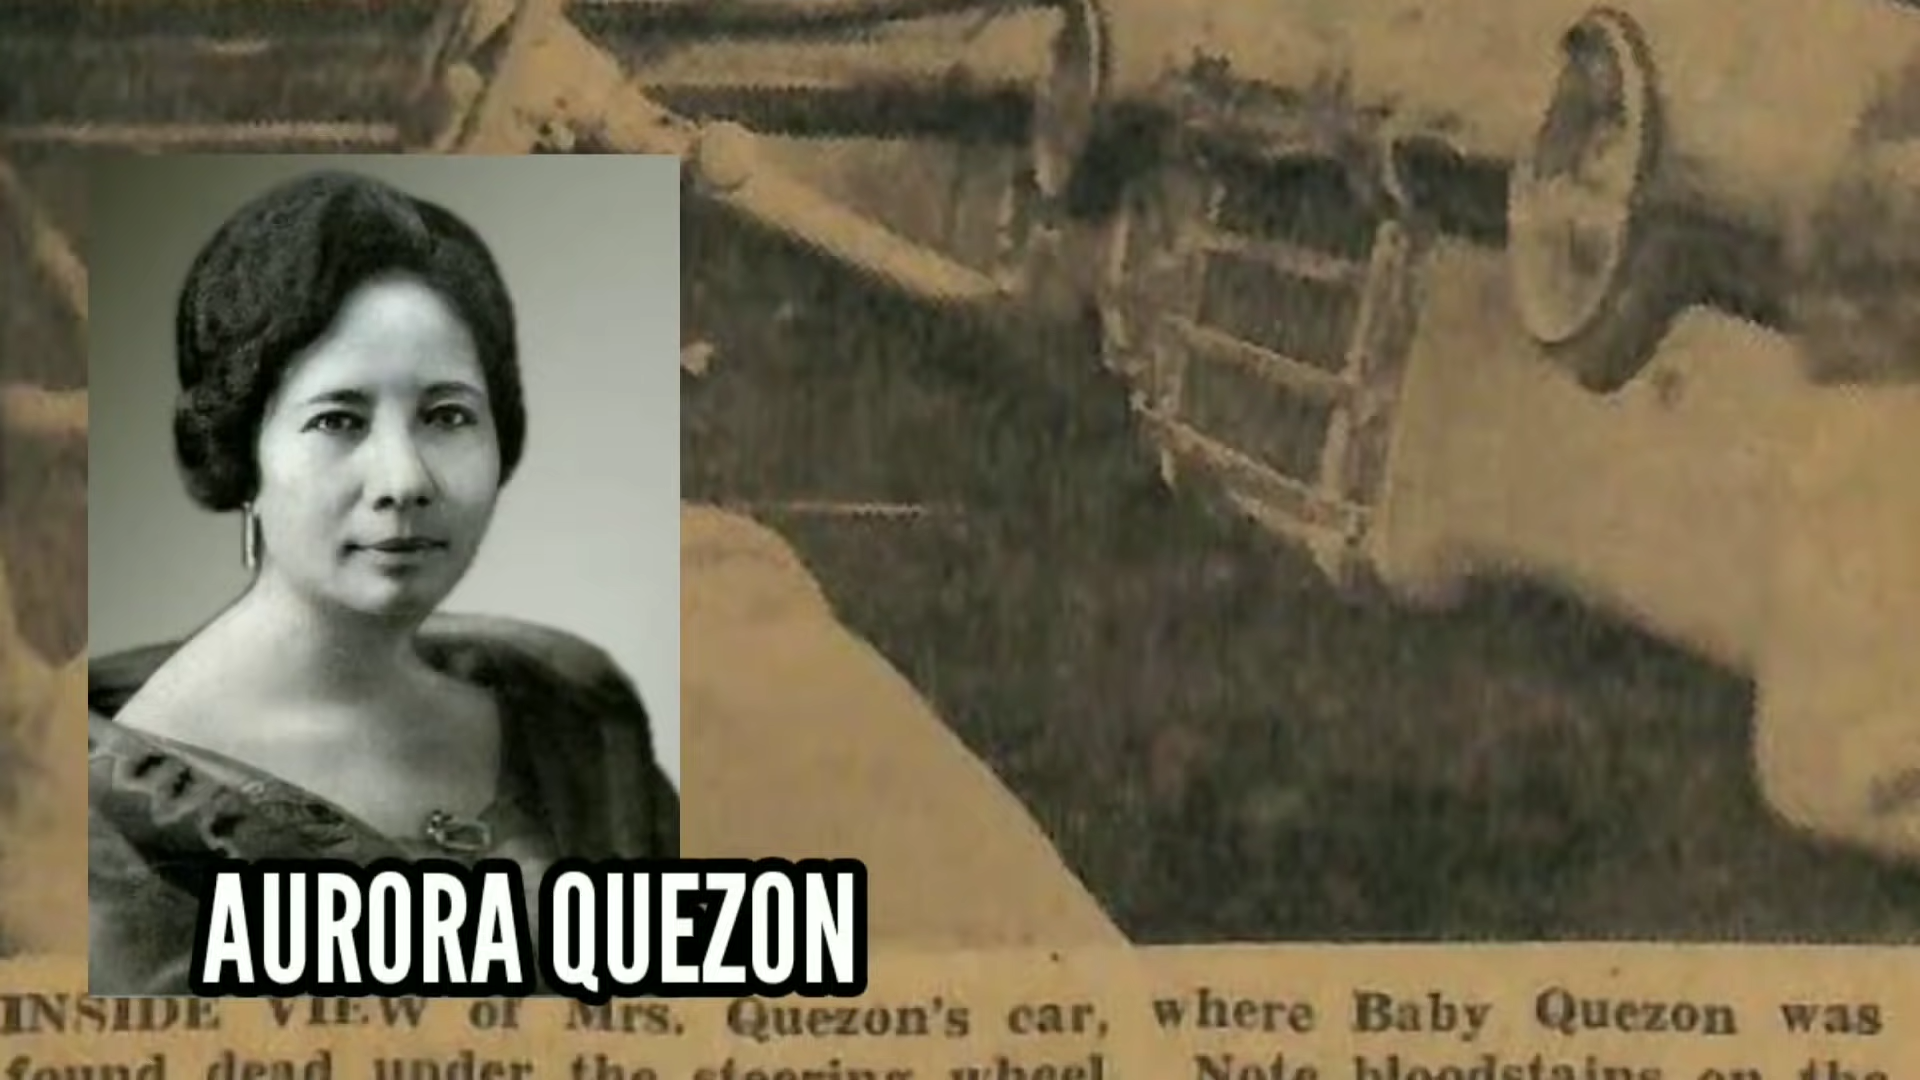 AURORA QUEZON
INSIDE VIEW of Mrs. Quezon's car, where Baby Quezon was
found dead under the steering wheel. Note bloodstains on the